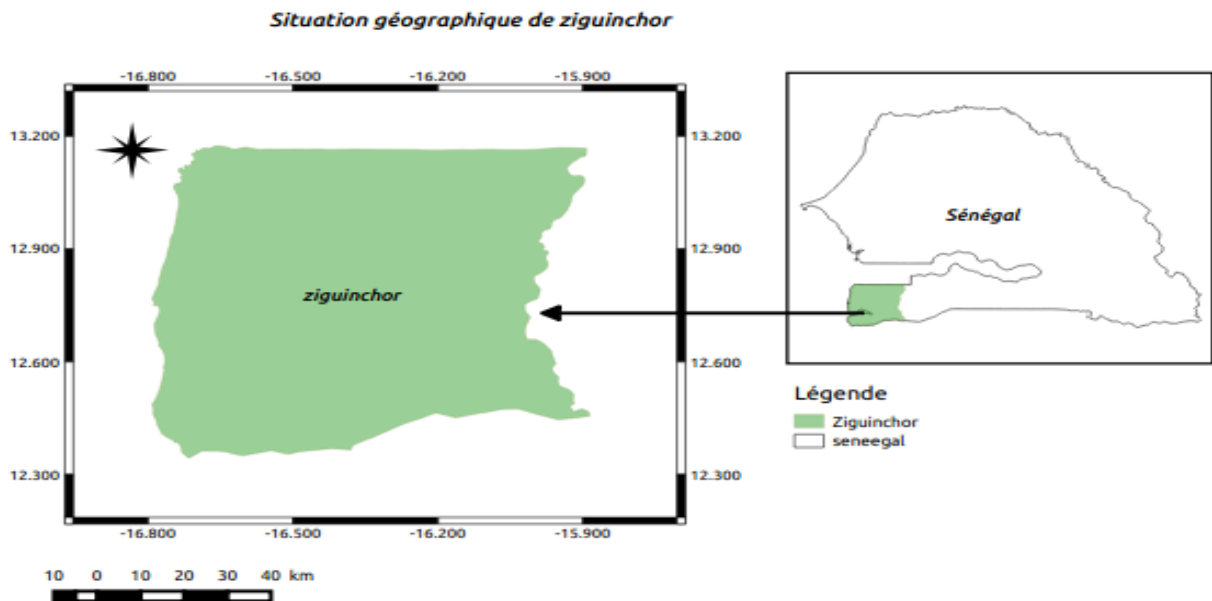 Situation géographique de ziguinchor
-16.800 -16.500 -16.200 -15.900
13.200 13.200
Sénégal
12.900 12.900
ziguinchor
12.600 12.600
Légende
Ziguinchor
seneegal
12.300 12.300
-16.800 -16.500 -16.200 -15.900
10 0 10 20 30 40 km